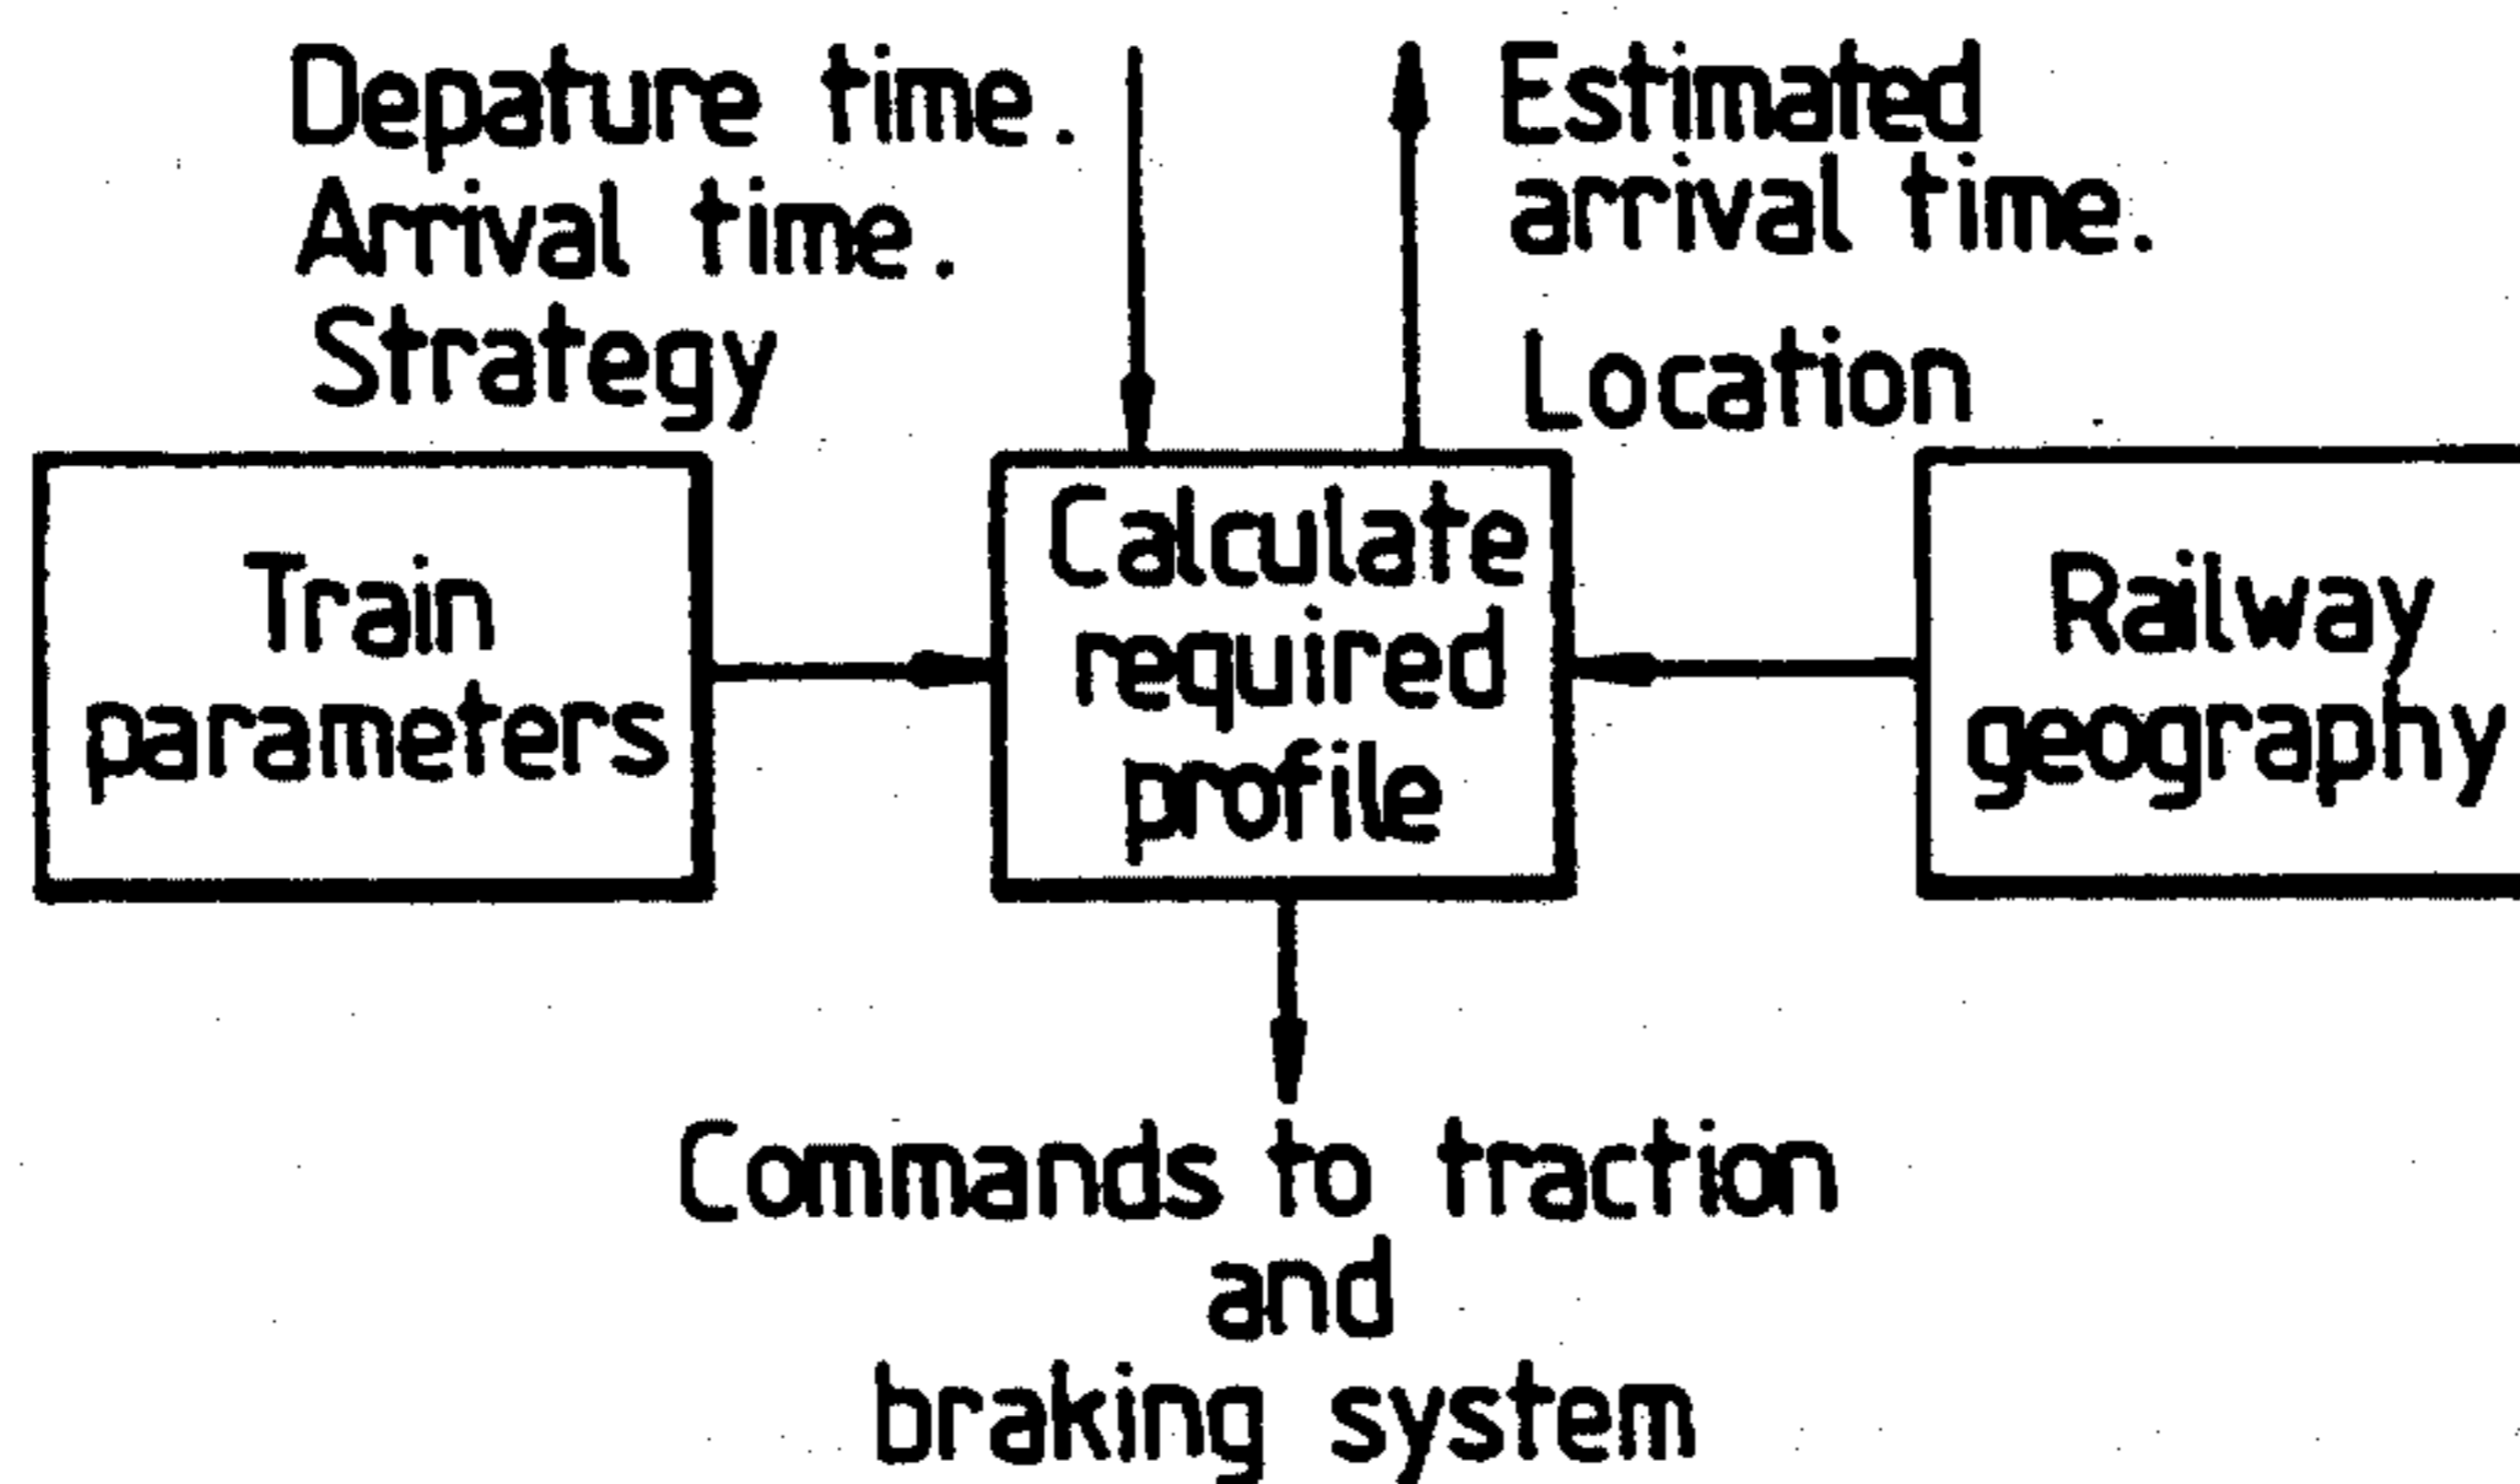 Depature time.
Arrival time.
Strategy
Estimated
arrival time.
Location
Train
parameters
Calculate
required
profile
Railway
geography
Commands to traction
and
braking system